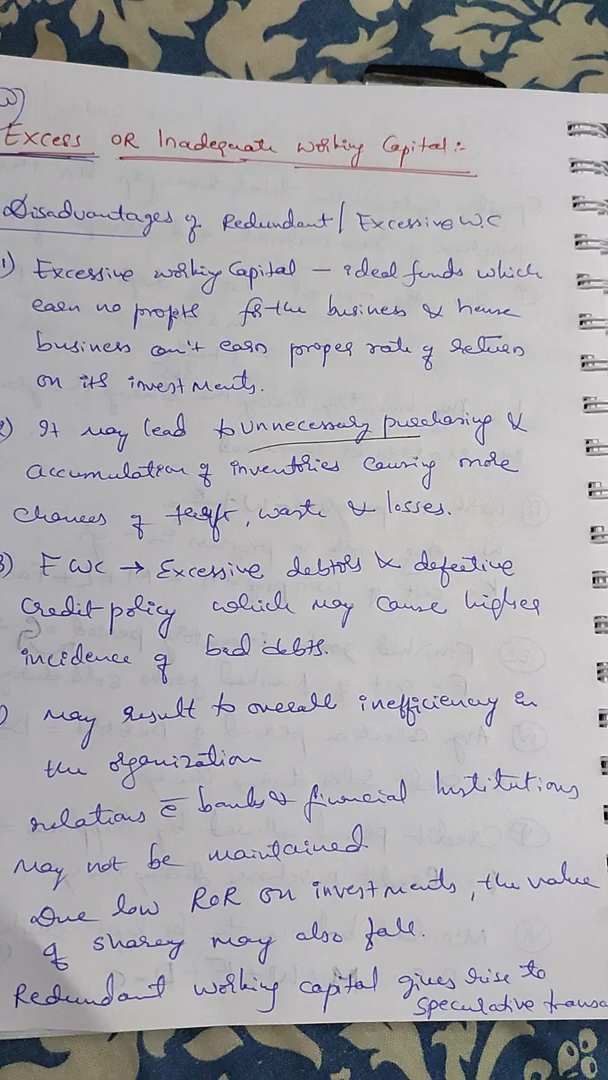 Excess OR Inadequate Working Capital :-
Disadvantages of Redundant / Excessive W.C
1) Excessive working Capital - ideal funds which
earn no profits for the business & hense
business can't earn proper rate of return
on its investments.
2) It may lead to unnecessary purchasing &
accumulation of inventories causing more
chances of theft, waste & losses.
3) E WC → Excessive debtors & defective
Credit policy which may cause higher
incidence of bad debts.
) may result to overall inefficiency in
the organization
relations c̄ banks & financial Institutions
may not be maintained
Due low RoR on investments, the value
of shares may also fall.
Redundant working capital gives rise to
speculative transa